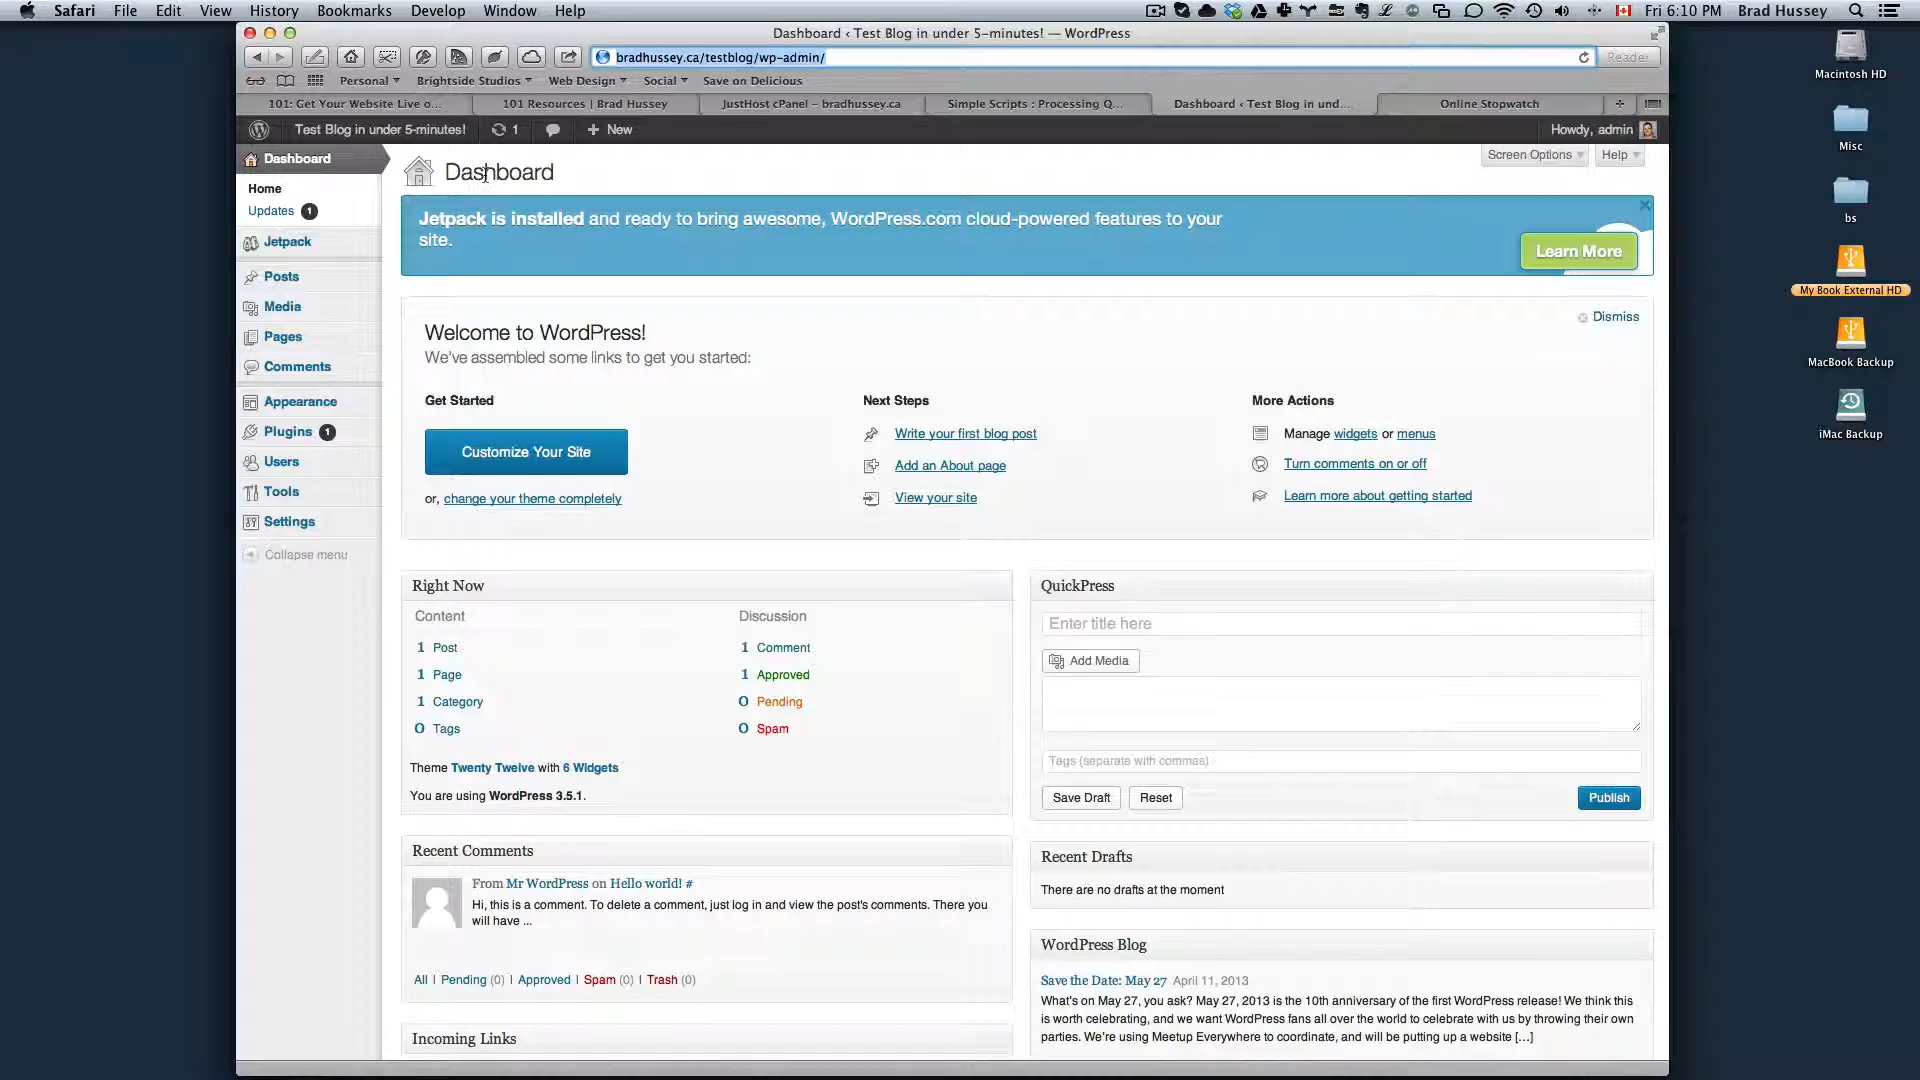 Safari File Edit View History Bookmarks Develop Window Help Fri 6:10 PM Brad Hussey
Dashboard ‹ Test Blog in under 5-minutes! — WordPress
bradhussey.ca/testblog/wp-admin/ Reader
Personal Brightside Studios Web Design Social Save on Delicious
101: Get Your Website Live o... 101 Resources | Brad Hussey JustHost cPanel – bradhussey.ca Simple Scripts : Processing Q... Dashboard ‹ Test Blog in und... Online Stopwatch
Test Blog in under 5-minutes! 1 + New Howdy, admin
Dashboard
Home
Updates 1
Jetpack
Posts
Media
Pages
Comments
Appearance
Plugins 1
Users
Tools
Settings
Collapse menu
Dashboard
Screen Options Help
Jetpack is installed and ready to bring awesome, WordPress.com cloud-powered features to your
site.
Learn More
Welcome to WordPress!
Dismiss
We've assembled some links to get you started:
Get Started
Customize Your Site
or, change your theme completely
Next Steps
Write your first blog post
Add an About page
View your site
More Actions
Manage widgets or menus
Turn comments on or off
Learn more about getting started
Right Now
Content
1 Post
1 Page
1 Category
0 Tags
Discussion
1 Comment
1 Approved
0 Pending
0 Spam
Theme Twenty Twelve with 6 Widgets
You are using WordPress 3.5.1.
Recent Comments
From Mr WordPress on Hello world! #
Hi, this is a comment. To delete a comment, just log in and view the post's comments. There you
will have ...
All | Pending (0) | Approved | Spam (0) | Trash (0)
Incoming Links
QuickPress
Enter title here
Add Media
Tags (separate with commas)
Save Draft Reset Publish
Recent Drafts
There are no drafts at the moment
WordPress Blog
Save the Date: May 27 April 11, 2013
What's on May 27, you ask? May 27, 2013 is the 10th anniversary of the first WordPress release! We think this
is worth celebrating, and we want WordPress fans all over the world to celebrate with us by throwing their own
parties. We're using Meetup Everywhere to coordinate, and will be putting up a website [...]
Macintosh HD
Misc
bs
My Book External HD
MacBook Backup
iMac Backup